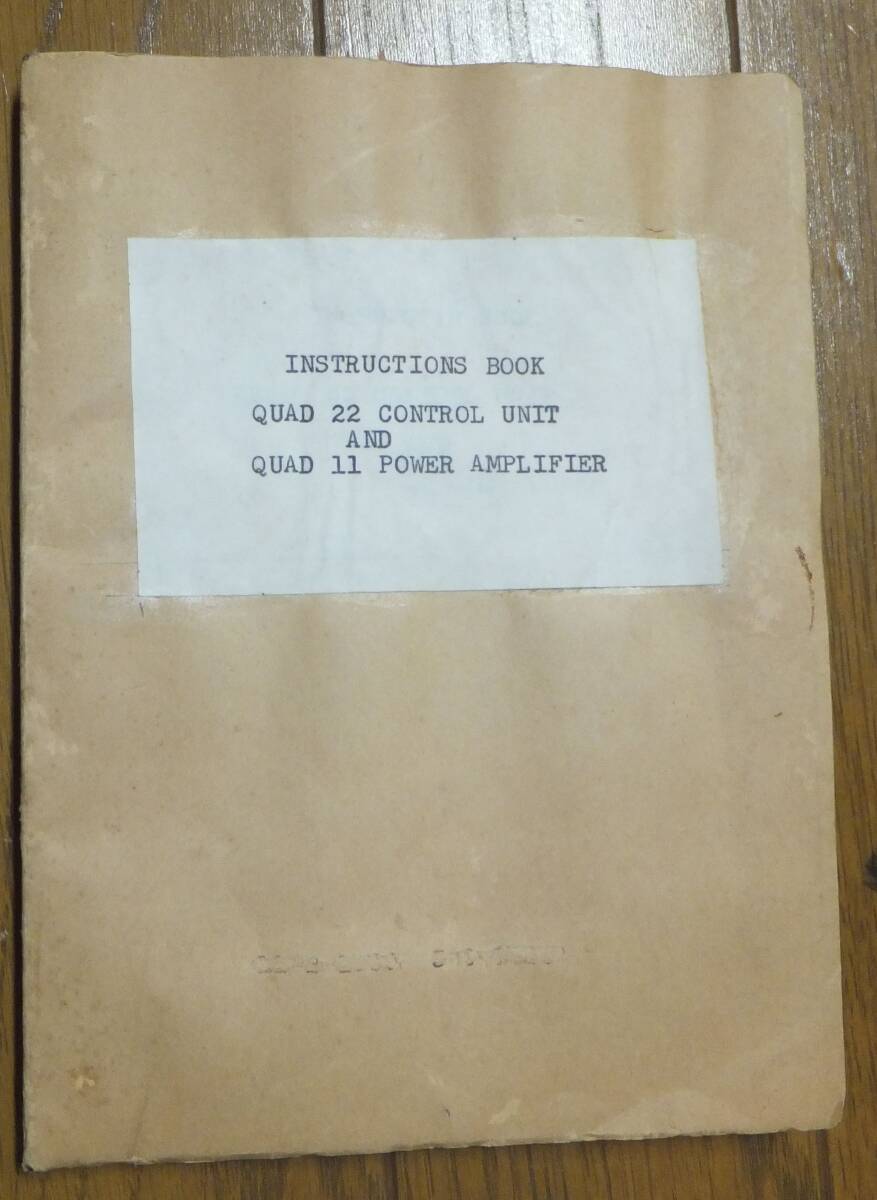 INSTRUCTIONS BOOK
QUAD 22 CONTROL UNIT
AND
QUAD 11 POWER AMPLIFIER